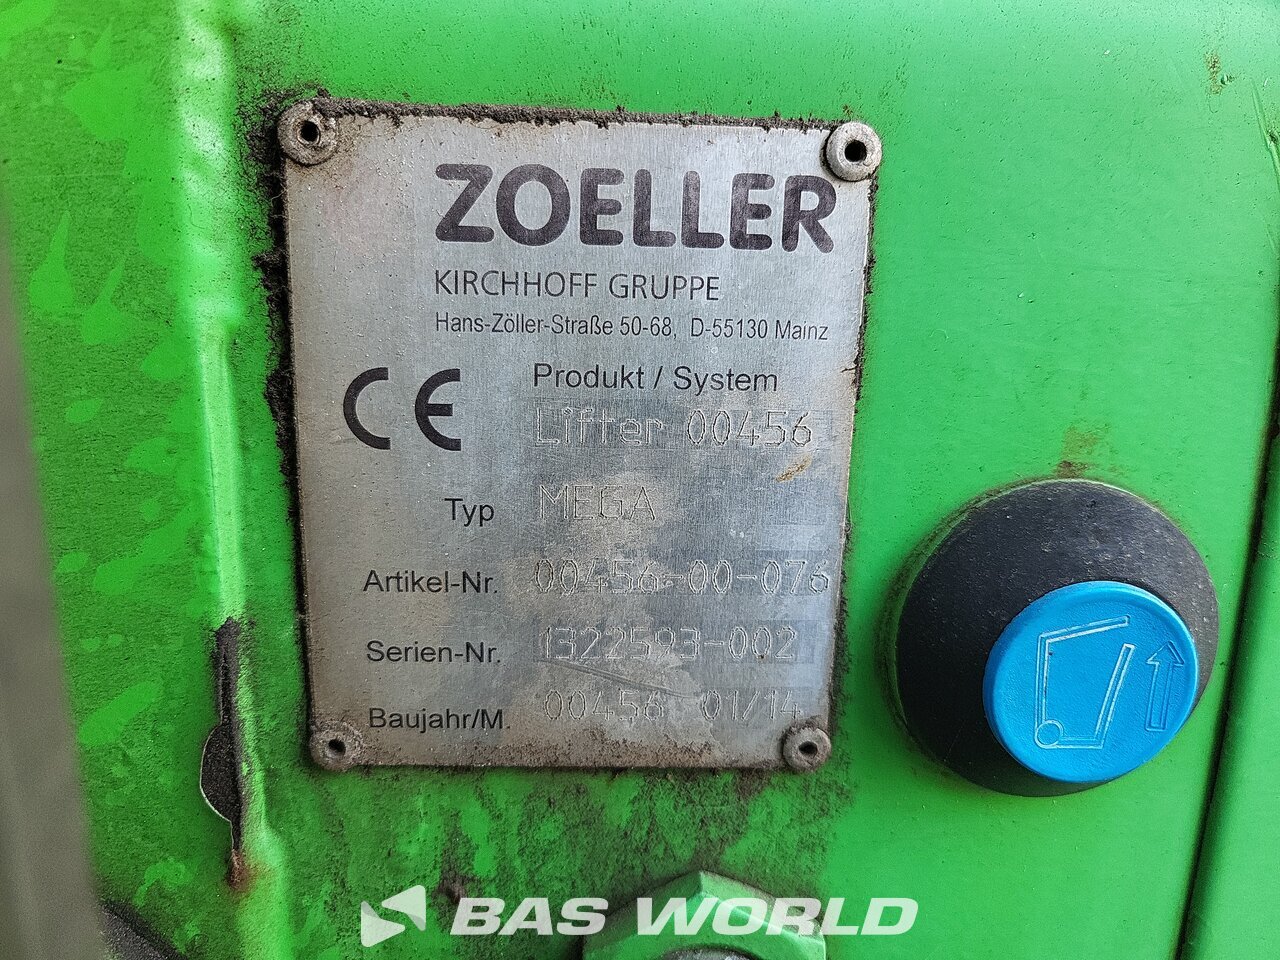 ZOELLER
KIRCHHOFF GRUPPE
Hans-Zöller-Straße 50-68, D-55130 Mainz
CE
Produkt / System
Lifter 00456
Typ MEGA
Artikel-Nr. 00456-00-076
Serien-Nr. 1322593-002
Baujahr/M. 00456 01/14
BAS WORLD